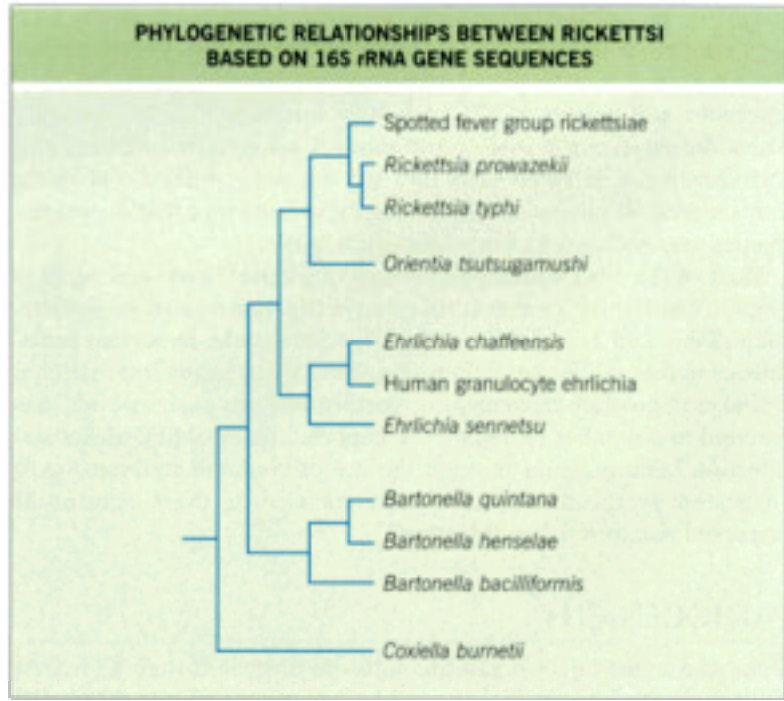 PHYLOGENETIC RELATIONSHIPS BETWEEN RICKETTSI
BASED ON 16S rRNA GENE SEQUENCES
Spotted fever group rickettsiae
Rickettsia prowazekii
Rickettsia typhi
Orientia tsutsugamushi
Ehrlichia chaffeensis
Human granulocyte ehrlichia
Ehrlichia sennetsu
Bartonella quintana
Bartonella henselae
Bartonella bacilliformis
Coxiella burnetii